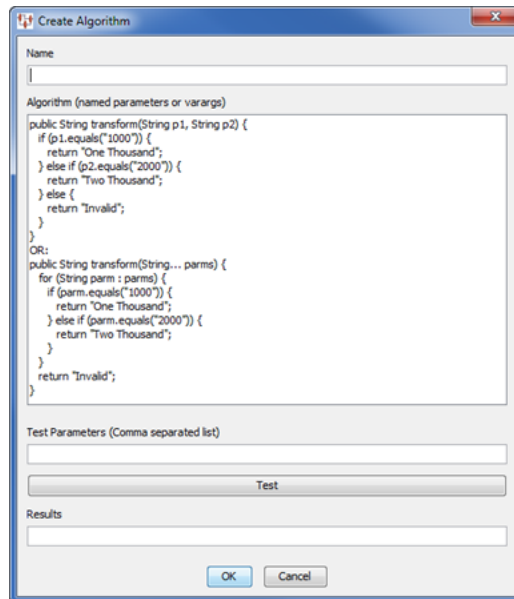 Create Algorithm
Name
Algorithm (named parameters or varargs)
public String transform(String p1, String p2) {
  if (p1.equals("1000")) {
    return "One Thousand";
  } else if (p2.equals("2000")) {
    return "Two Thousand";
  } else {
    return "Invalid";
  }
}
OR:
public String transform(String... parms) {
  for (String parm : parms) {
    if (parm.equals("1000")) {
      return "One Thousand";
    } else if (parm.equals("2000")) {
      return "Two Thousand";
    }
  }
  return "Invalid";
}
Test Parameters (Comma separated list)
Test
Results
OK Cancel